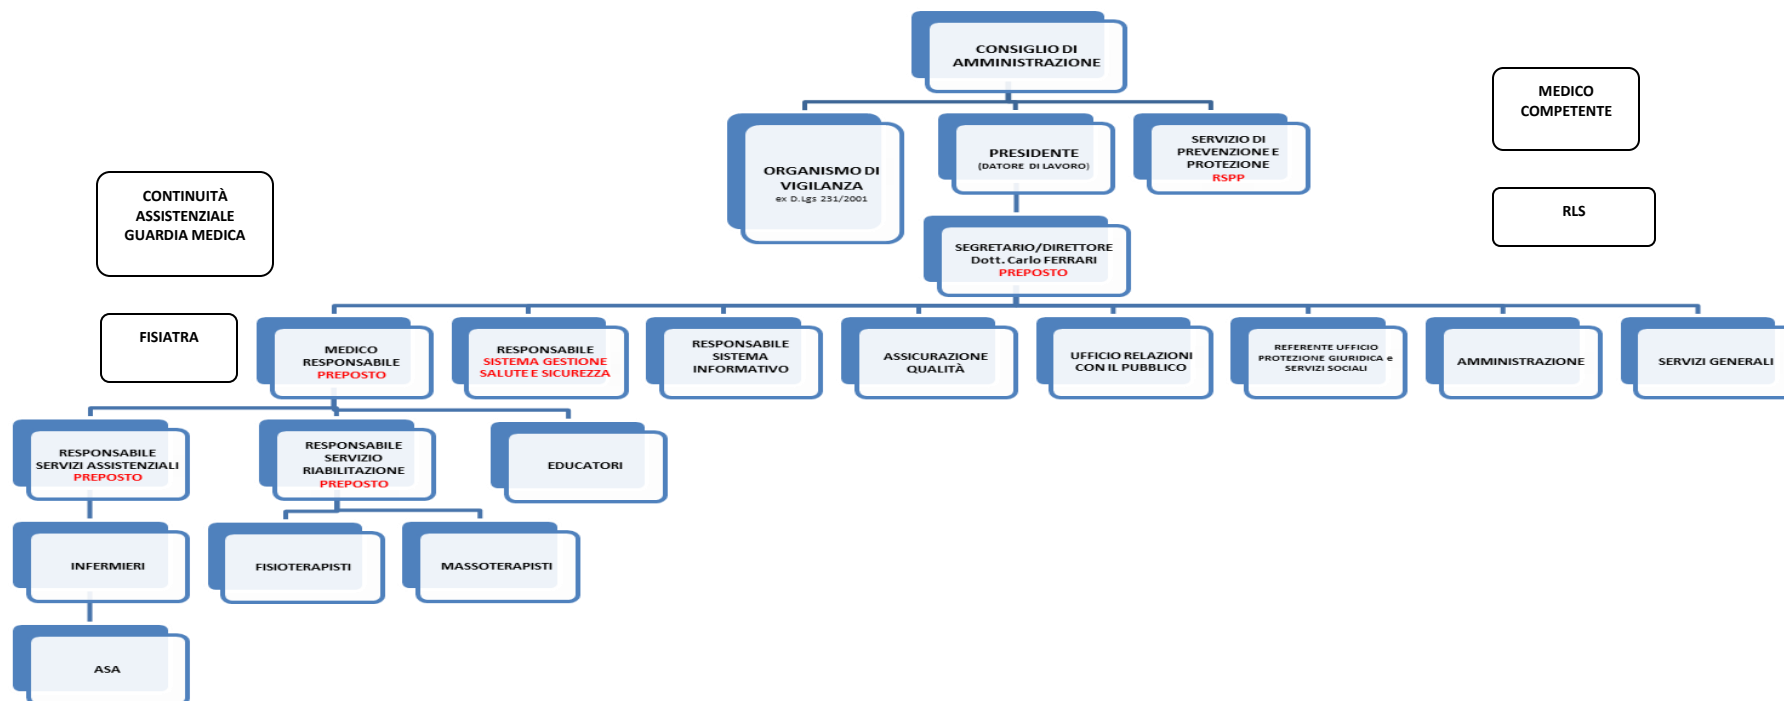 CONSIGLIO DI
AMMINISTRAZIONE
MEDICO
COMPETENTE
ORGANISMO DI
VIGILANZA
ex D.Lgs 231/2001
PRESIDENTE
(DATORE DI LAVORO)
SERVIZIO DI
PREVENZIONE E
PROTEZIONE
RSPP
CONTINUITÀ
ASSISTENZIALE
GUARDIA MEDICA
RLS
SEGRETARIO/DIRETTORE
Dott. Carlo FERRARI
PREPOSTO
FISIATRA
MEDICO
RESPONSABILE
PREPOSTO
RESPONSABILE
SISTEMA GESTIONE
SALUTE E SICUREZZA
RESPONSABILE
SISTEMA
INFORMATIVO
ASSICURAZIONE
QUALITÀ
UFFICIO RELAZIONI
CON IL PUBBLICO
REFERENTE UFFICIO
PROTEZIONE GIURIDICA e
SERVIZI SOCIALI
AMMINISTRAZIONE
SERVIZI GENERALI
RESPONSABILE
SERVIZI ASSISTENZIALI
PREPOSTO
RESPONSABILE
SERVIZIO
RIABILITAZIONE
PREPOSTO
EDUCATORI
INFERMIERI
FISIOTERAPISTI
MASSOTERAPISTI
ASA